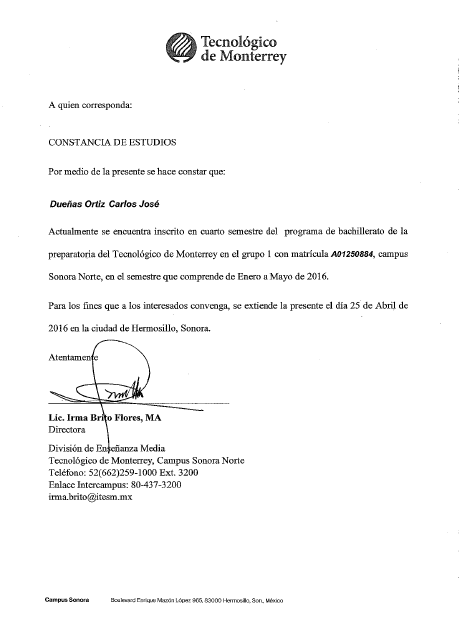 Tecnológico
de Monterrey
A quien corresponda:
CONSTANCIA DE ESTUDIOS
Por medio de la presente se hace constar que:
Dueñas Ortiz Carlos José
Actualmente se encuentra inscrito en cuarto semestre del programa de bachillerato de la
preparatoria del Tecnológico de Monterrey en el grupo 1 con matrícula A01250884, campus
Sonora Norte, en el semestre que comprende de Enero a Mayo de 2016.
Para los fines que a los interesados convenga, se extiende la presente el día 25 de Abril de
2016 en la ciudad de Hermosillo, Sonora.
Atentamente
Lic. Irma Brito Flores, MA
Directora
División de Enseñanza Media
Tecnológico de Monterrey, Campus Sonora Norte
Teléfono: 52(662)259-1000 Ext. 3200
Enlace Intercampus: 80-437-3200
irma.brito@itesm.mx
Campus Sonora Boulevard Enrique Mazón López 965, 83000 Hermosillo, Son., México